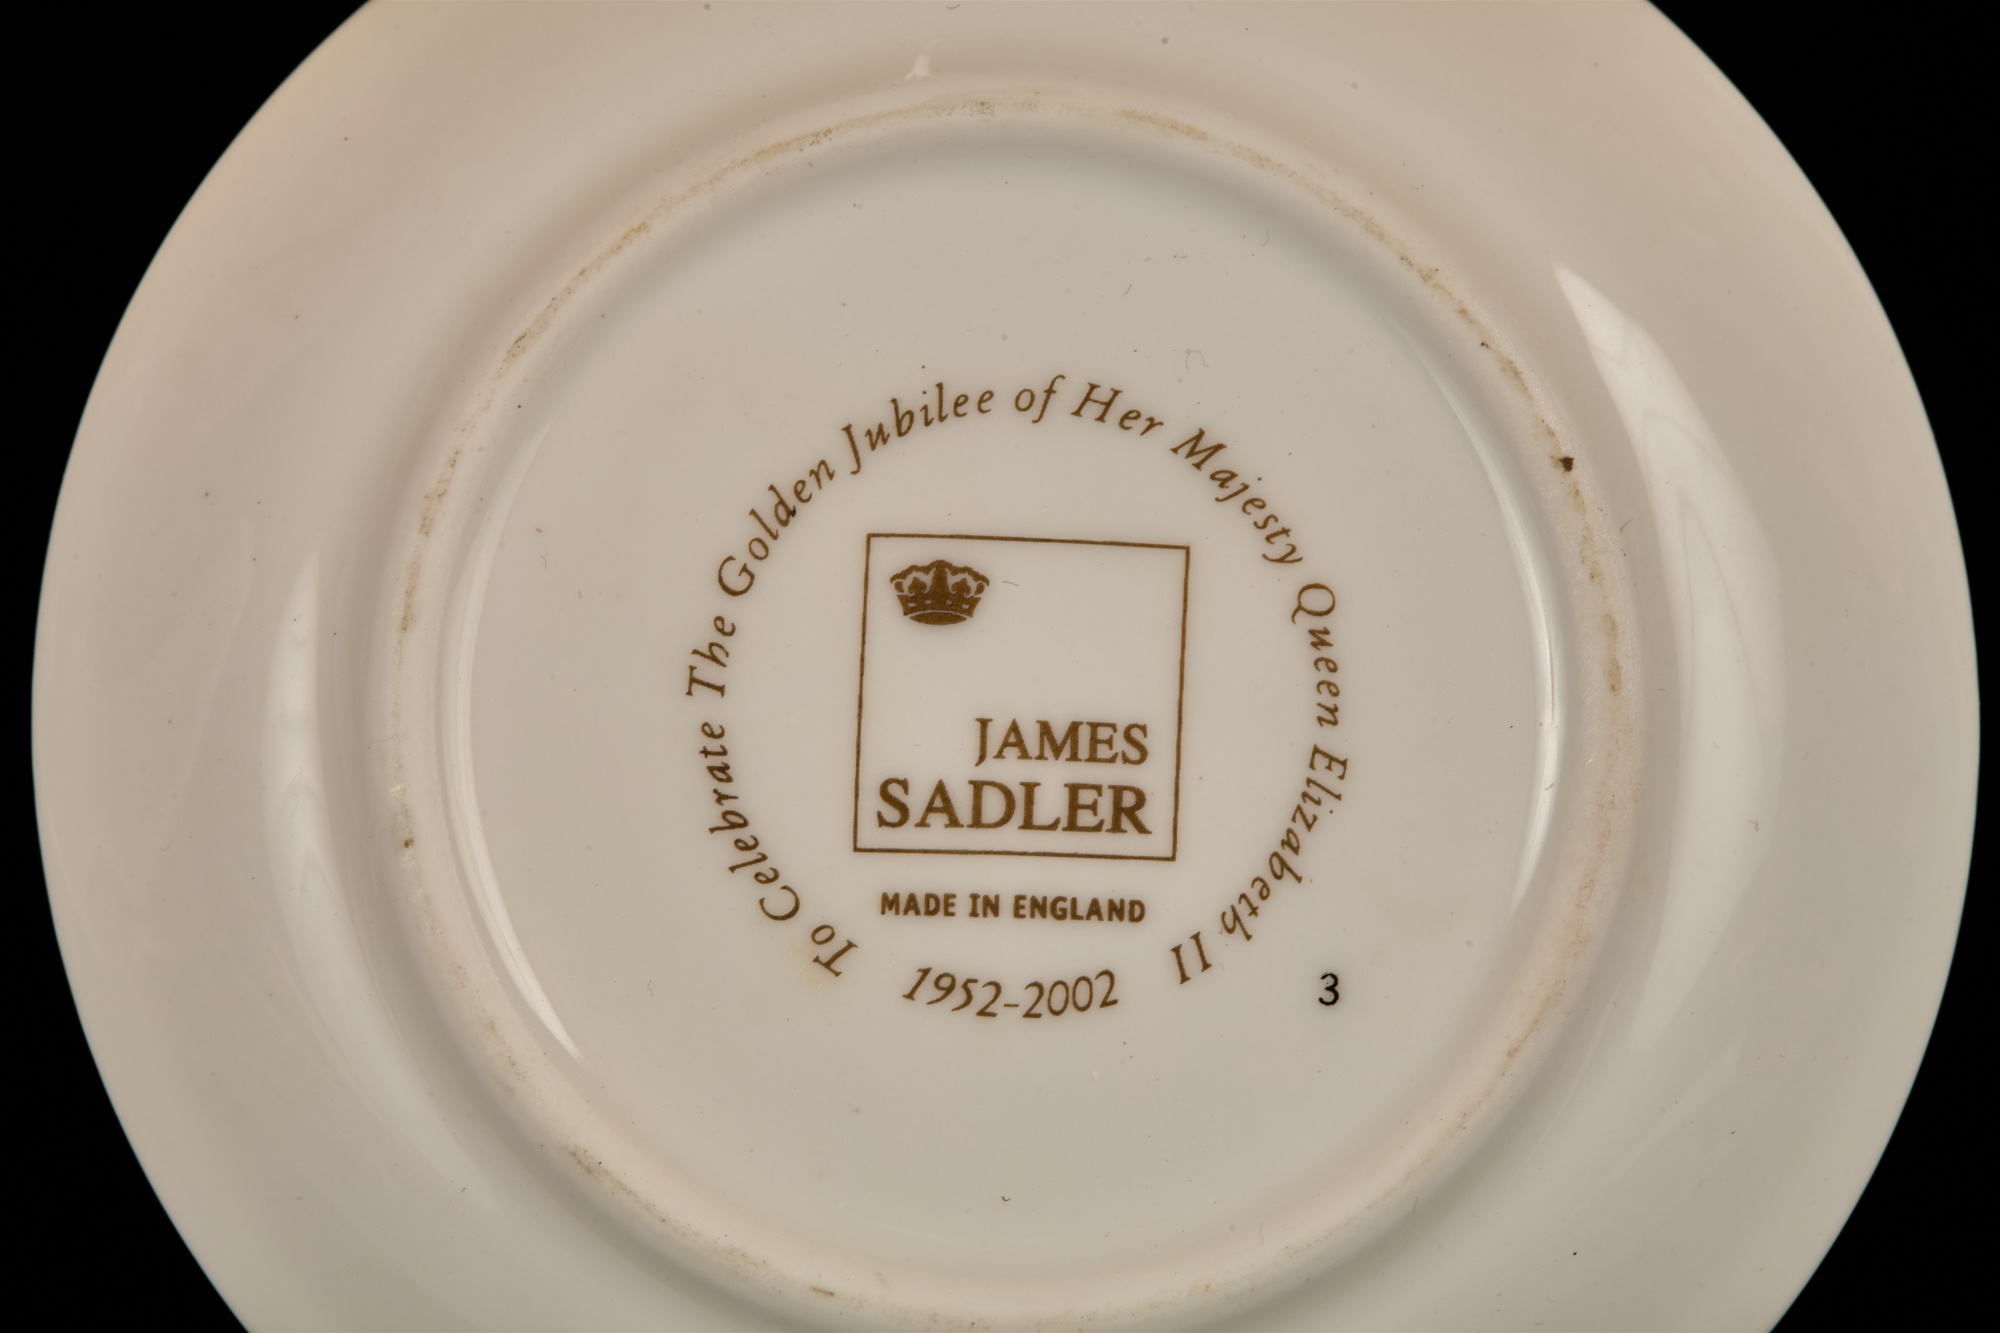 To Celebrate The Golden Jubilee of Her Majesty Queen Elizabeth II
JAMES
SADLER
MADE IN ENGLAND
1952-2002
3